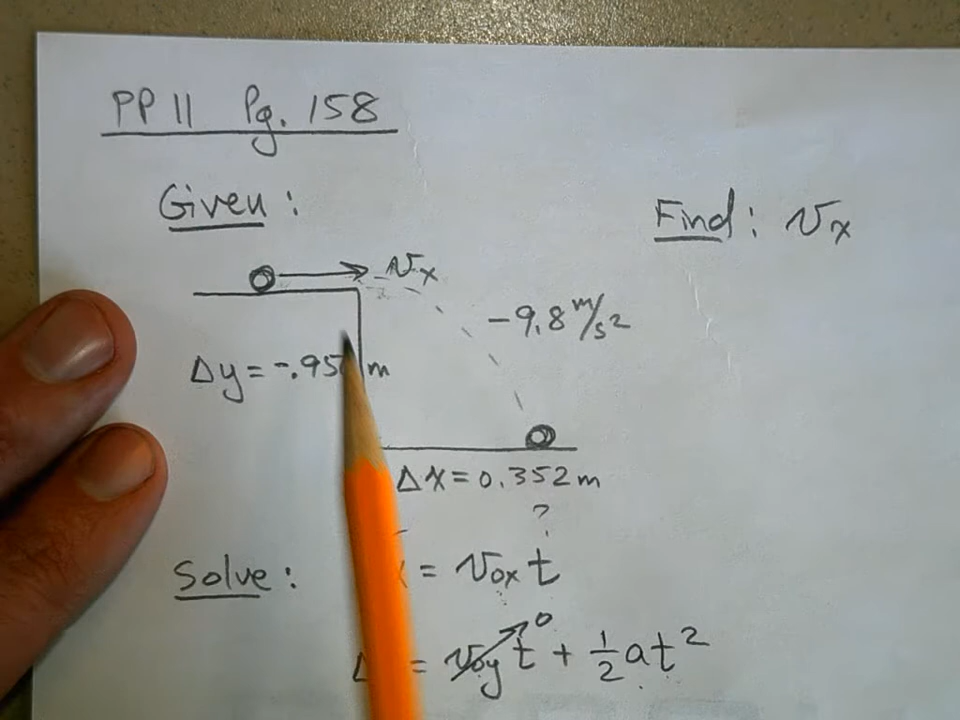 PP 11 Pg. 158
Given :
Find : vx
vx
-9.8 m/s2
Δy = -.95 m
Δx = 0.352 m
?
Solve : = v0x t
= v0y t + 1/2 at2
0